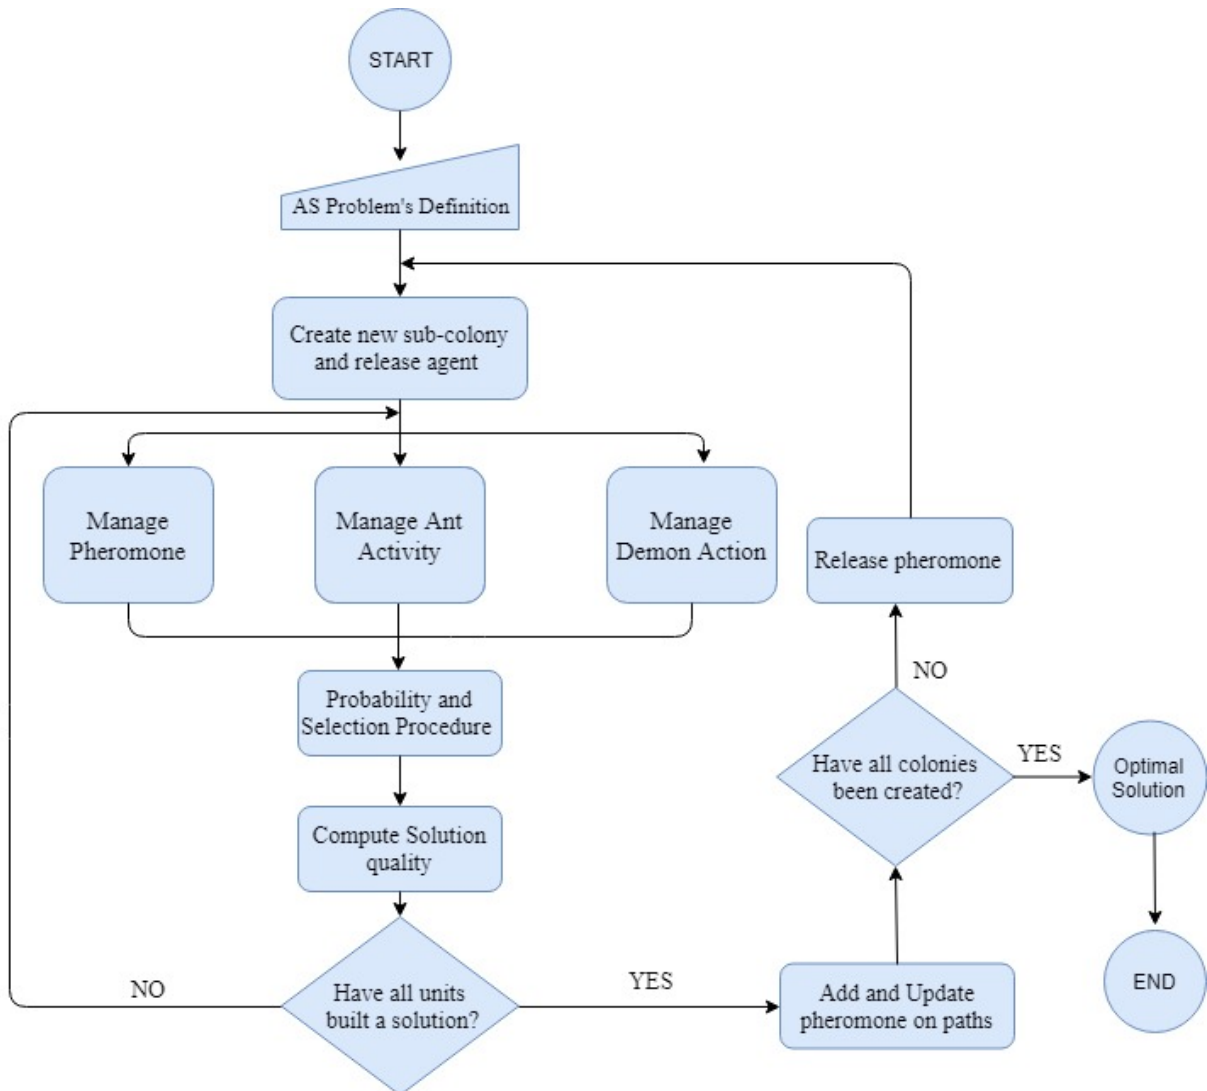 START
AS Problem's Definition
Create new sub-colony
and release agent
Manage
Pheromone
Manage Ant
Activity
Manage
Demon Action
Release pheromone
NO
Probability and
Selection Procedure
Have all colonies
been created?
YES
Optimal
Solution
Compute Solution
quality
NO
Have all units
built a solution?
YES
Add and Update
pheromone on paths
END